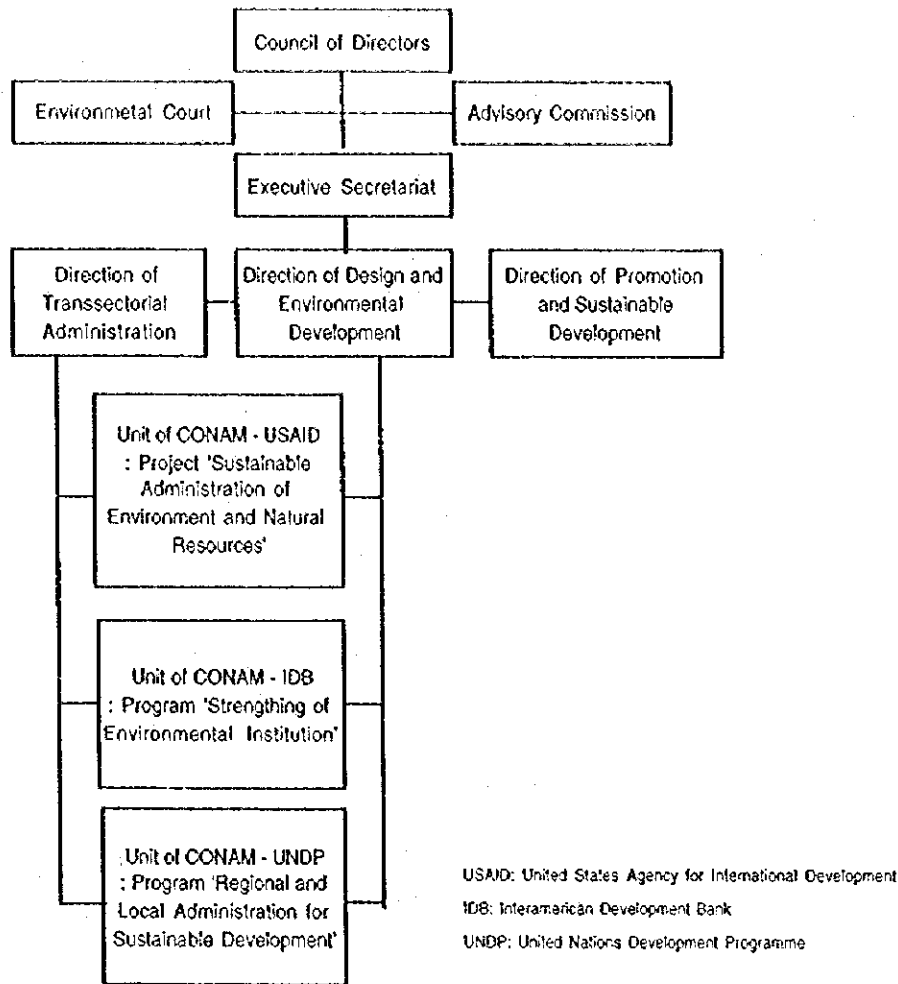 Council of Directors
Environmetal Court
Advisory Commission
Executive Secretariat
Direction of
Transsectorial
Administration
Direction of Design and
Environmental
Development
Direction of Promotion
and Sustainable
Development
Unit of CONAM - USAID
: Project 'Sustainable
Administration of
Environment and Natural
Resources'
Unit of CONAM - IDB
: Program 'Strengthing of
Environmental Institution'
Unit of CONAM - UNDP
: Program 'Regional and
Local Administration for
Sustainable Development'
USAID: United States Agency for International Development
IDB: Interamerican Development Bank
UNDP: United Nations Development Programme